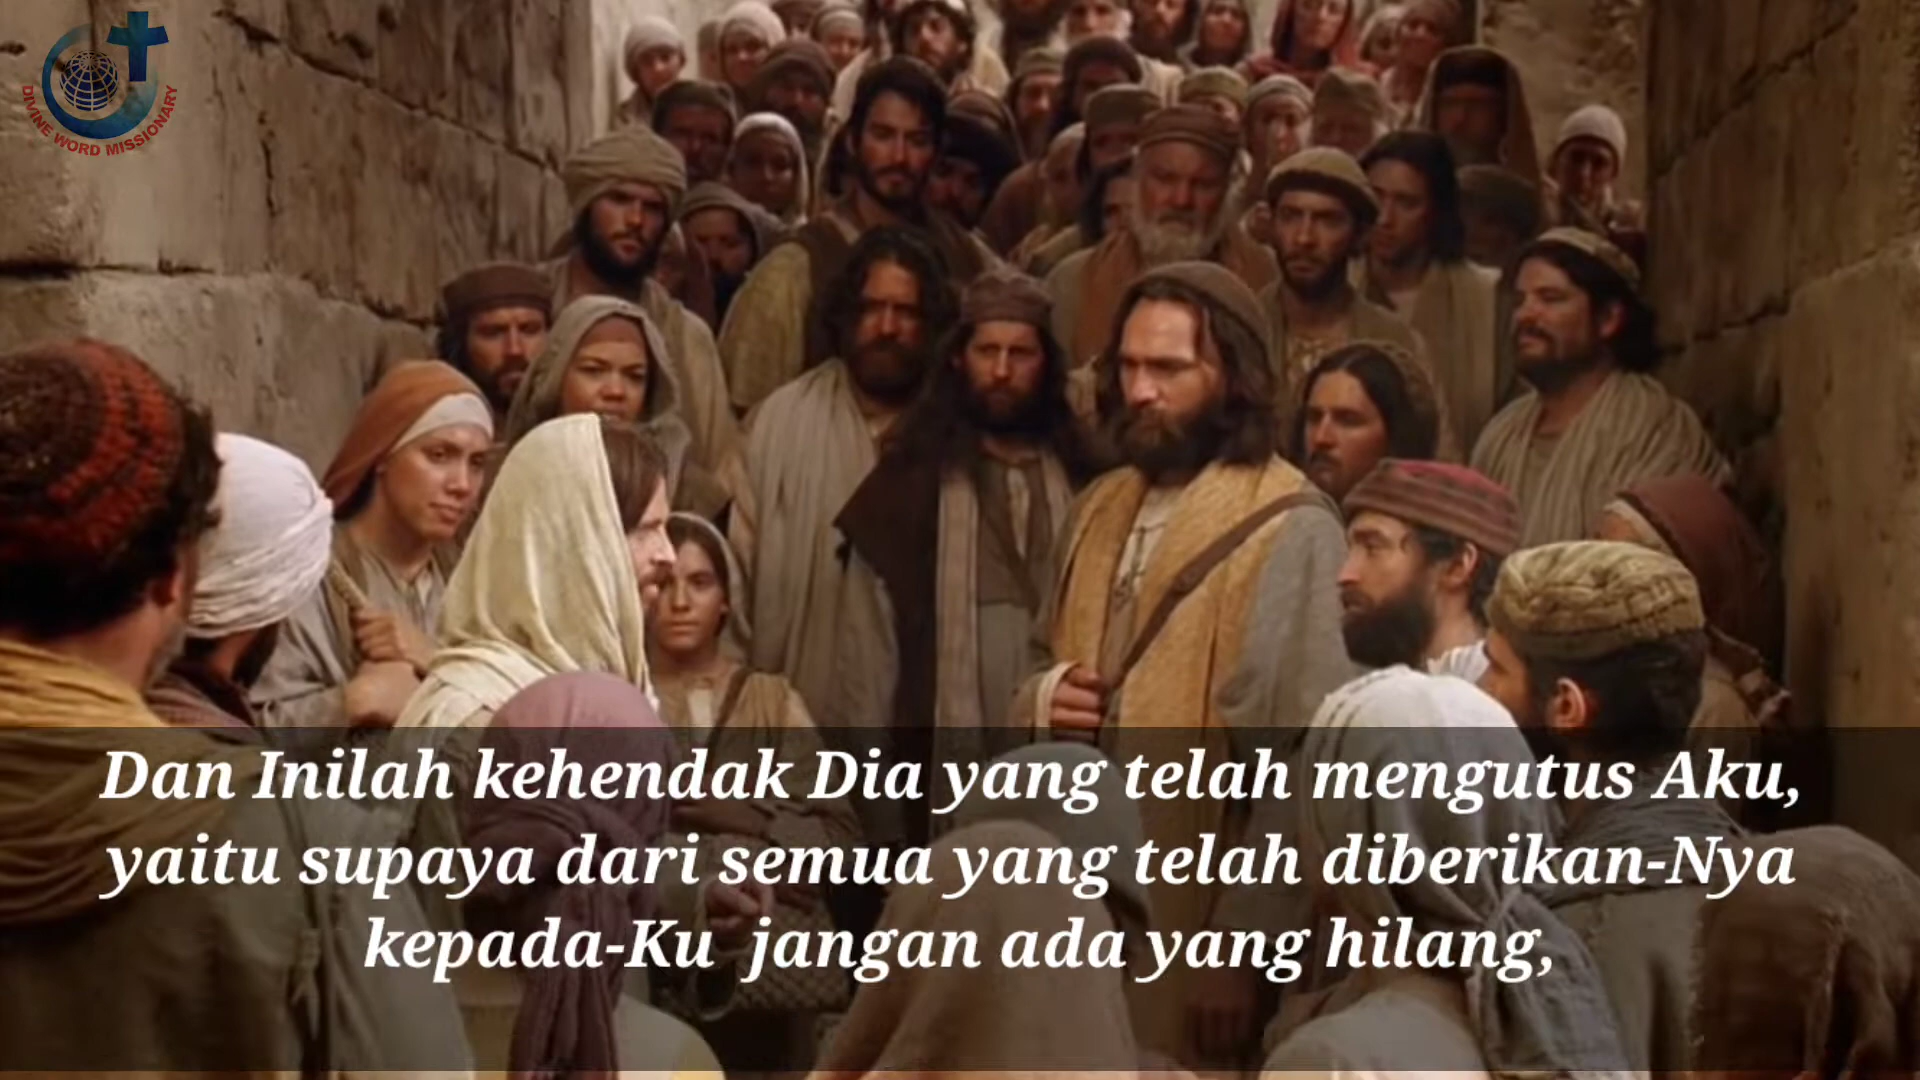 DIVINE WORD MISSIONARY
Dan Inilah kehendak Dia yang telah mengutus Aku,
yaitu supaya dari semua yang telah diberikan-Nya
kepada-Ku jangan ada yang hilang,